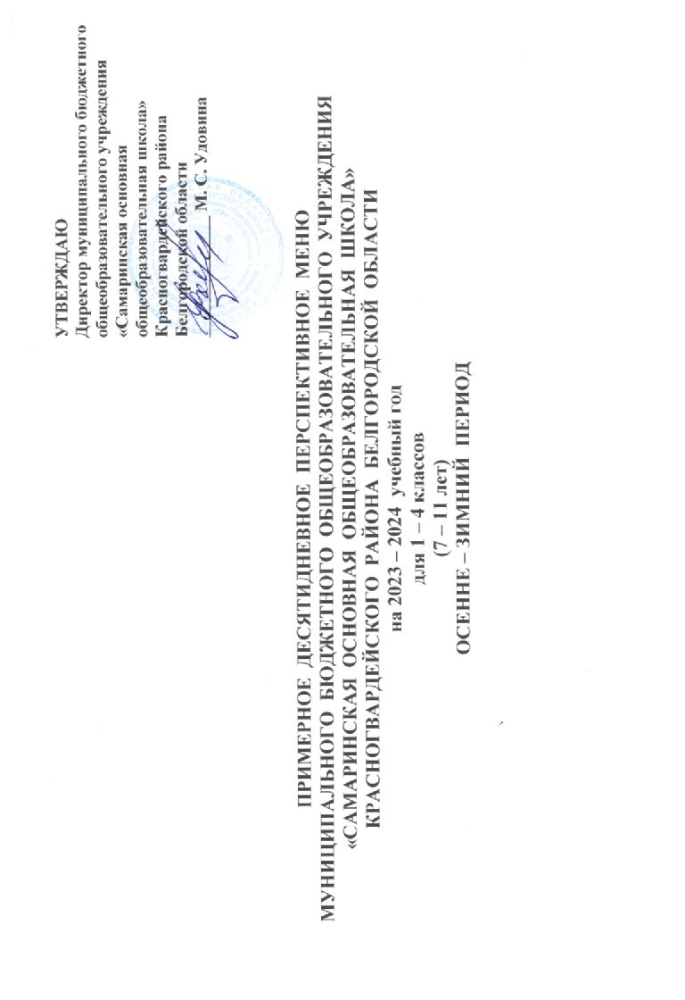 УТВЕРЖДАЮ
Директор муниципального бюджетного
общеобразовательного учреждения
«Самаринская основная
общеобразовательная школа»
Красногвардейского района
Белгородской области
М. С. Удовина
ПРИМЕРНОЕ ДЕСЯТИДНЕВНОЕ ПЕРСПЕКТИВНОЕ МЕНЮ
МУНИЦИПАЛЬНОГО БЮДЖЕТНОГО ОБЩЕОБРАЗОВАТЕЛЬНОГО УЧРЕЖДЕНИЯ
«САМАРИНСКАЯ ОСНОВНАЯ ОБЩЕОБРАЗОВАТЕЛЬНАЯ ШКОЛА»
КРАСНОГВАРДЕЙСКОГО РАЙОНА БЕЛГОРОДСКОЙ ОБЛАСТИ
на 2023 – 2024 учебный год
для 1 – 4 классов
(7 – 11 лет)
ОСЕННЕ – ЗИМНИЙ ПЕРИОД